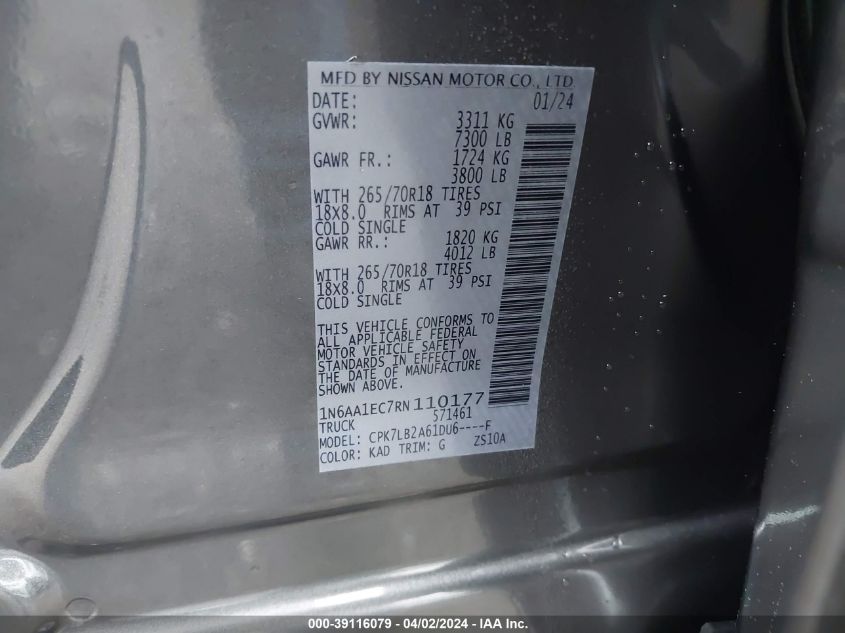 MFD BY NISSAN MOTOR CO., LTD.
DATE: 01/24
GVWR: 3311 KG
7300 LB
GAWR FR.: 1724 KG
3800 LB
WITH 265/70R18 TIRES
18X8.0 RIMS AT 39 PSI
COLD SINGLE
GAWR RR.: 1820 KG
4012 LB
WITH 265/70R18 TIRES
18X8.0 RIMS AT 39 PSI
COLD SINGLE
THIS VEHICLE CONFORMS TO
ALL APPLICABLE FEDERAL
MOTOR VEHICLE SAFETY
STANDARDS IN EFFECT ON
THE DATE OF MANUFACTURE
SHOWN ABOVE.
1N6AA1EC7RN110177
TRUCK 571461
MODEL: CPK7LB2A61DU6----F
COLOR: KAD TRIM: G ZS10A
000-39116079 - 04/02/2024 - IAA Inc.